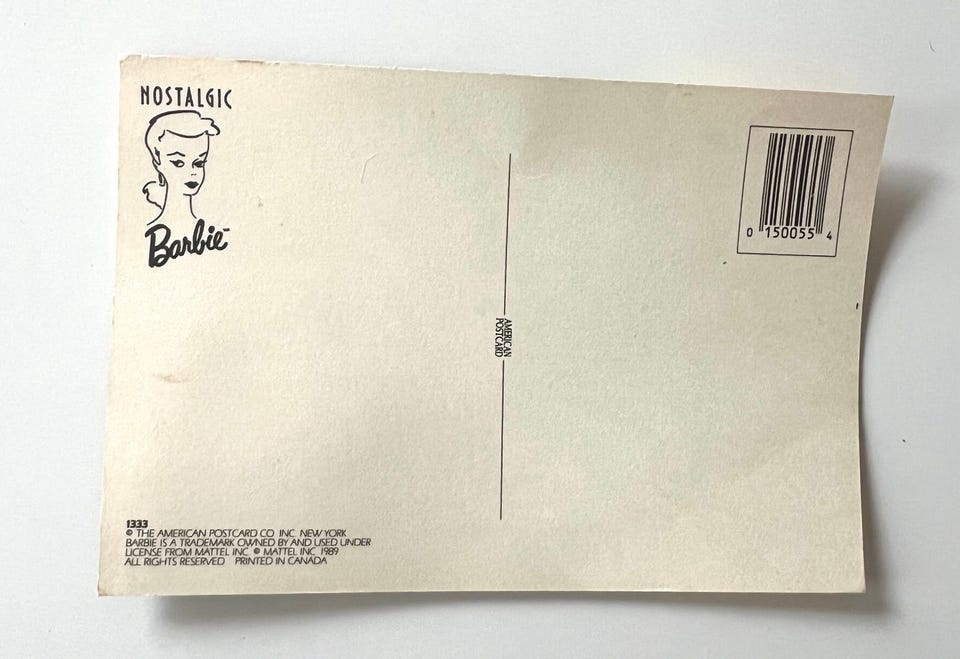 NOSTALGIC
Barbie™
0 150055 4
AMERICAN
POSTCARD
1333
© THE AMERICAN POSTCARD CO INC. NEW YORK
BARBIE IS A TRADEMARK OWNED BY AND USED UNDER
LICENSE FROM MATTEL INC. © MATTEL INC 1989
ALL RIGHTS RESERVED PRINTED IN CANADA